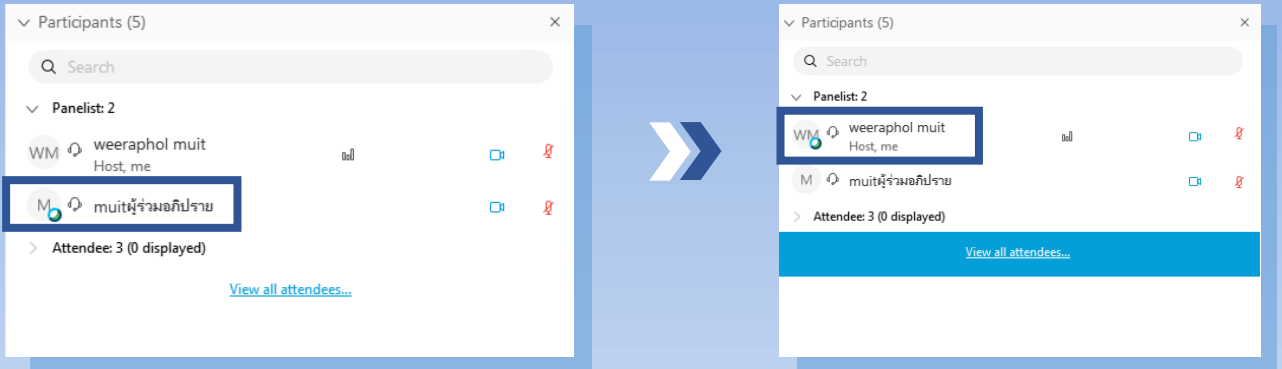 Participants (5)
Search
Panelist: 2
WM weeraphol muit
Host, me
M muitผู้ร่วมอภิปราย
Attendee: 3 (0 displayed)
View all attendees...
Participants (5)
Search
Panelist: 2
WM weeraphol muit
Host, me
M muitผู้ร่วมอภิปราย
Attendee: 3 (0 displayed)
View all attendees...